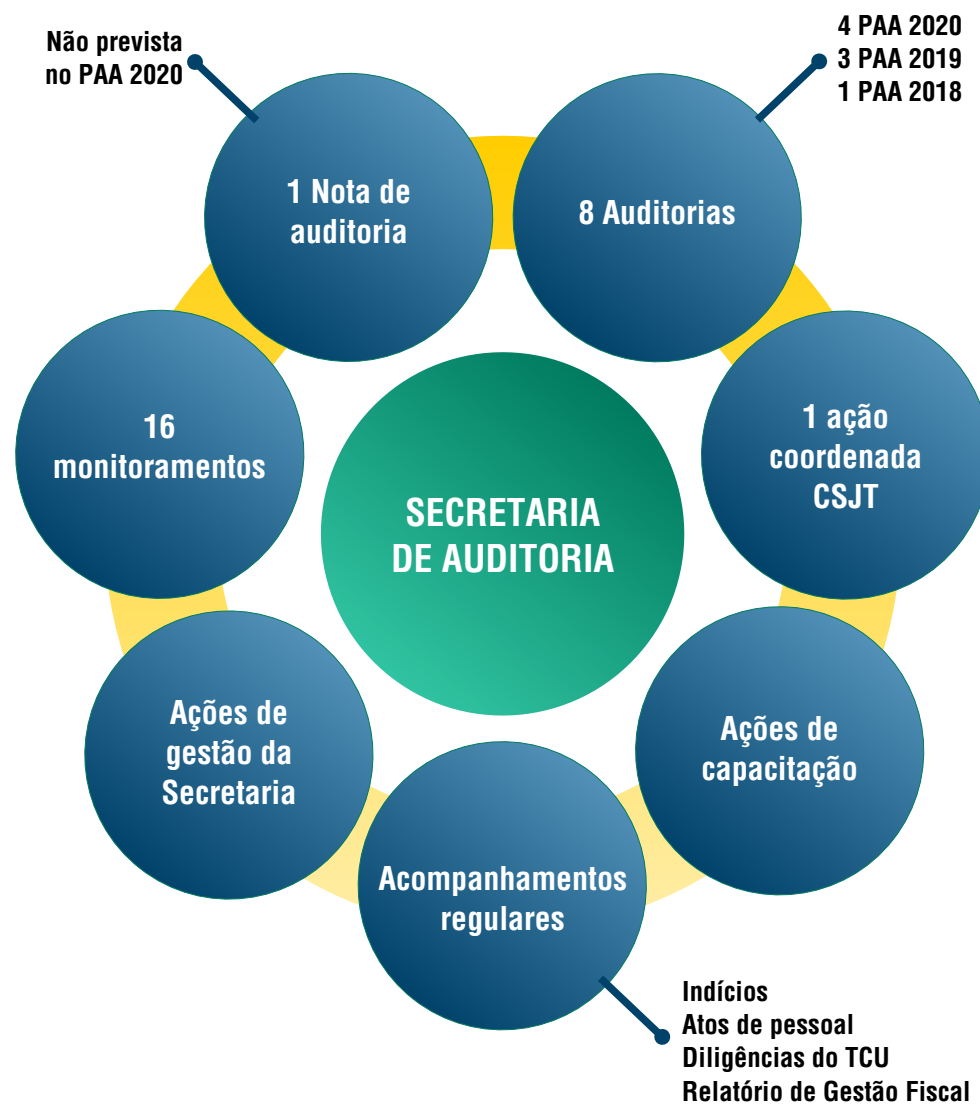 Não prevista
no PAA 2020
4 PAA 2020
3 PAA 2019
1 PAA 2018
1 Nota de
auditoria
8 Auditorias
16
monitoramentos
1 ação
coordenada
CSJT
SECRETARIA
DE AUDITORIA
Ações de
gestão da
Secretaria
Ações de
capacitação
Acompanhamentos
regulares
Indícios
Atos de pessoal
Diligências do TCU
Relatório de Gestão Fiscal